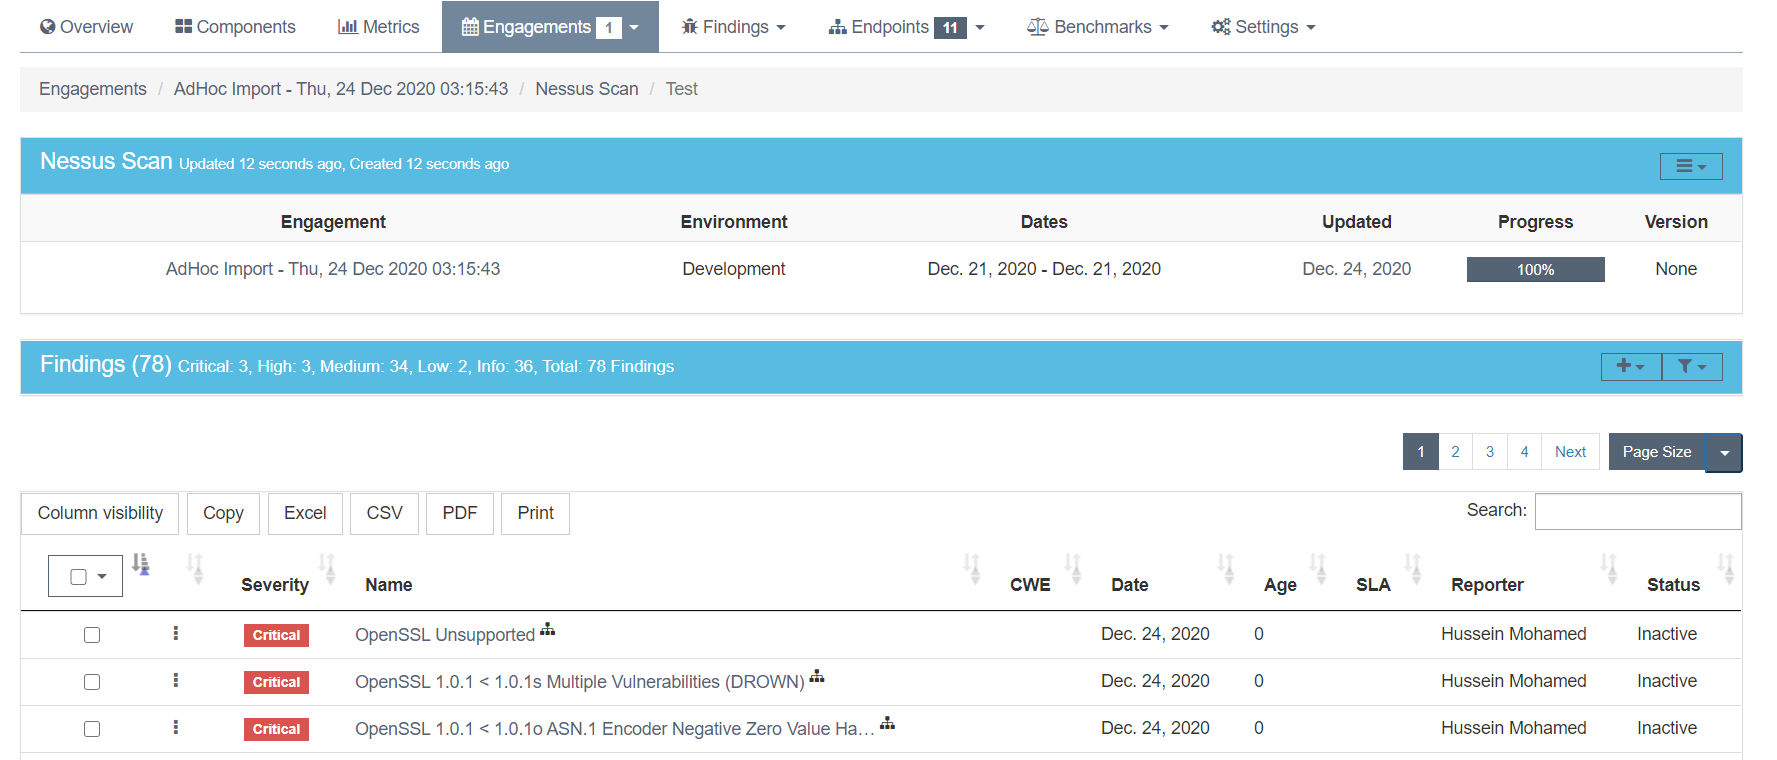 Overview Components Metrics Engagements 1 Findings Endpoints 11 Benchmarks Settings
Engagements / AdHoc Import - Thu, 24 Dec 2020 03:15:43 / Nessus Scan / Test
Nessus Scan Updated 12 seconds ago, Created 12 seconds ago
Engagement Environment Dates Updated Progress Version
AdHoc Import - Thu, 24 Dec 2020 03:15:43 Development Dec. 21, 2020 - Dec. 21, 2020 Dec. 24, 2020 100% None
Findings (78) Critical: 3, High: 3, Medium: 34, Low: 2, Info: 36, Total: 78 Findings
1 2 3 4 Next Page Size
Column visibility Copy Excel CSV PDF Print Search:
Severity Name CWE Date Age SLA Reporter Status
Critical OpenSSL Unsupported Dec. 24, 2020 0 Hussein Mohamed Inactive
Critical OpenSSL 1.0.1 < 1.0.1s Multiple Vulnerabilities (DROWN) Dec. 24, 2020 0 Hussein Mohamed Inactive
Critical OpenSSL 1.0.1 < 1.0.1o ASN.1 Encoder Negative Zero Value Ha… Dec. 24, 2020 0 Hussein Mohamed Inactive